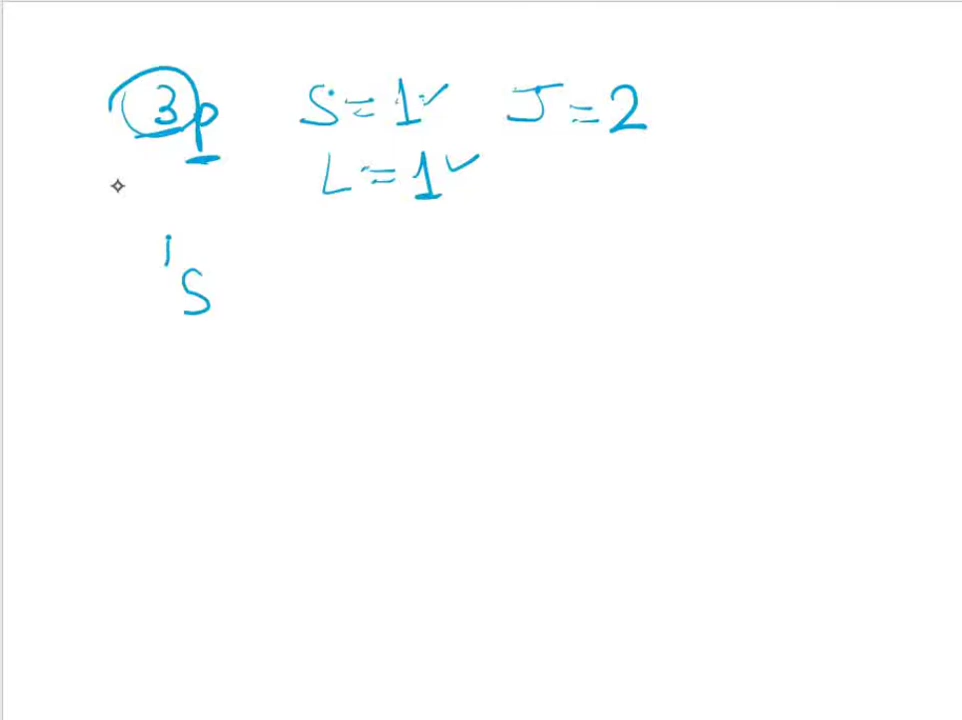 ³P S = 1 ✓ J = 2
L = 1 ✓
¹S